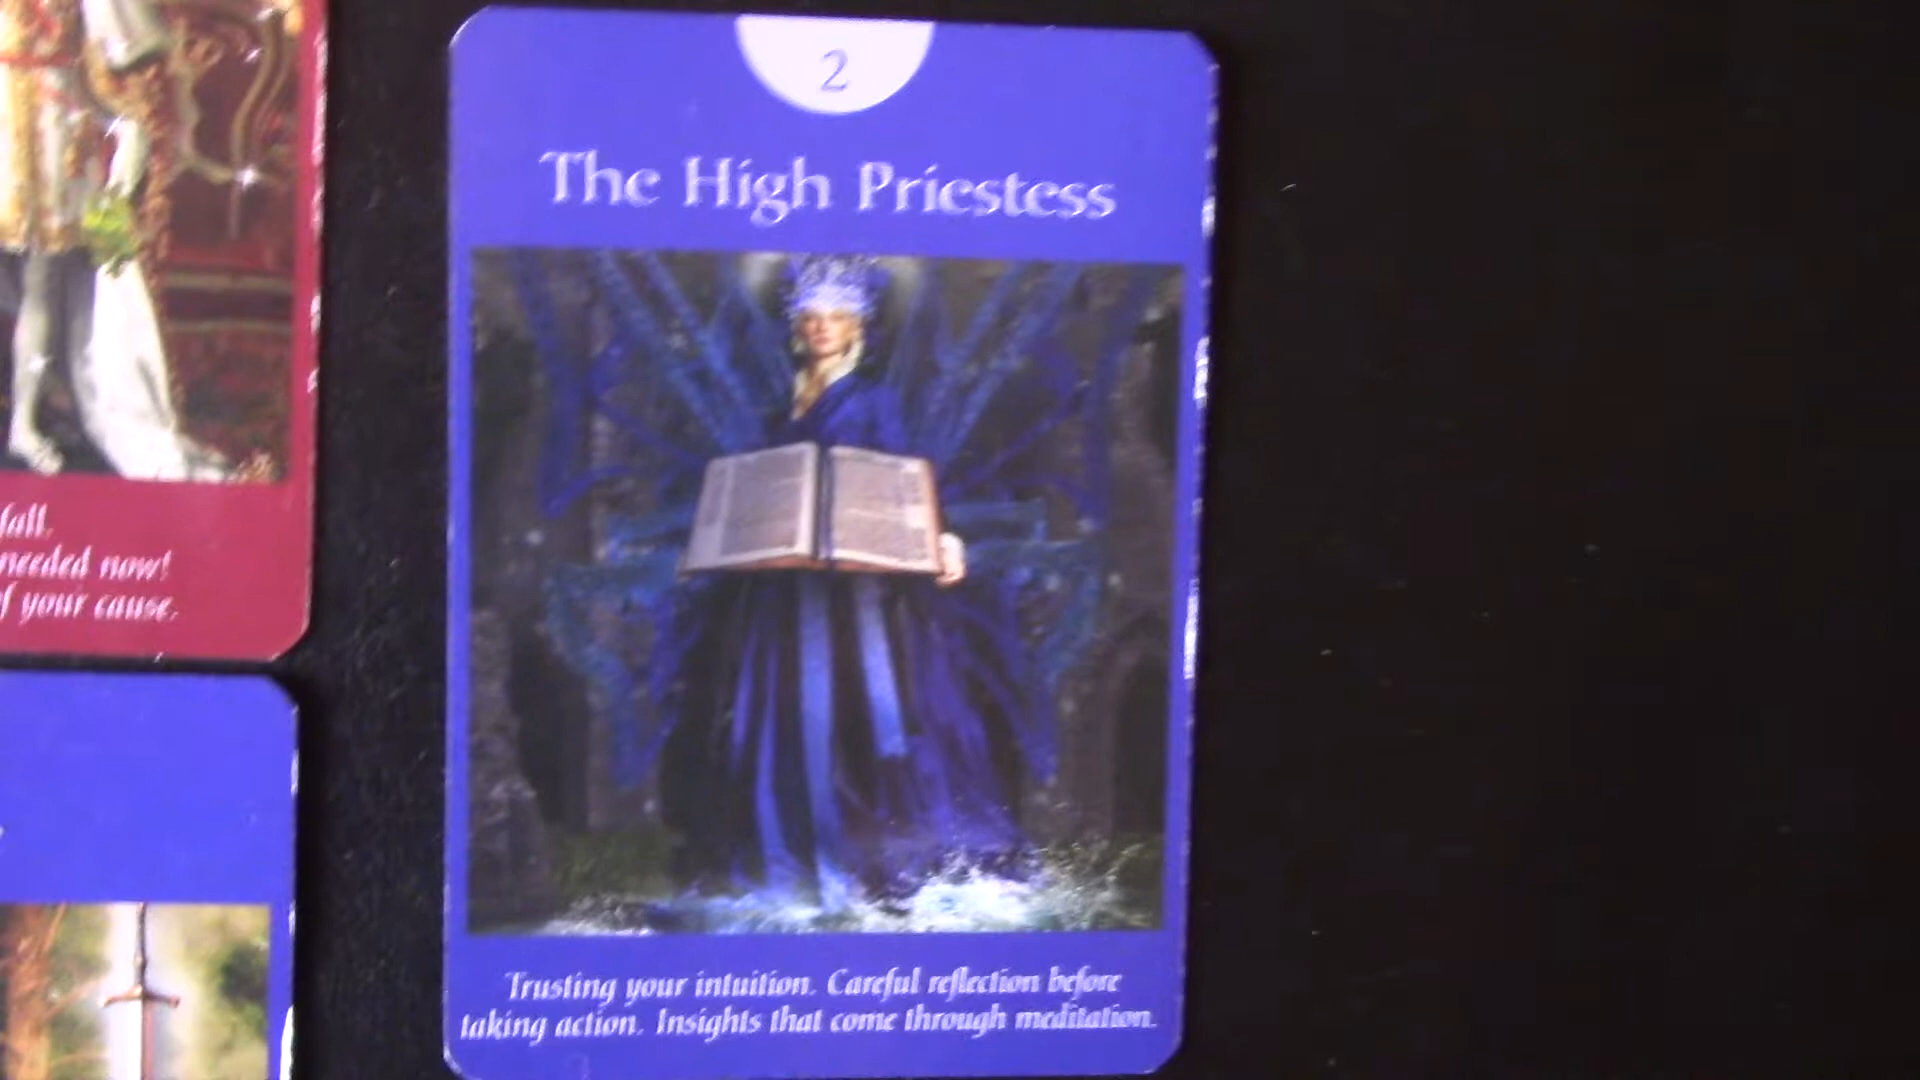 2
The High Priestess
fall.
needed now!
of your cause.
Trusting your intuition. Careful reflection before
taking action. Insights that come through meditation.